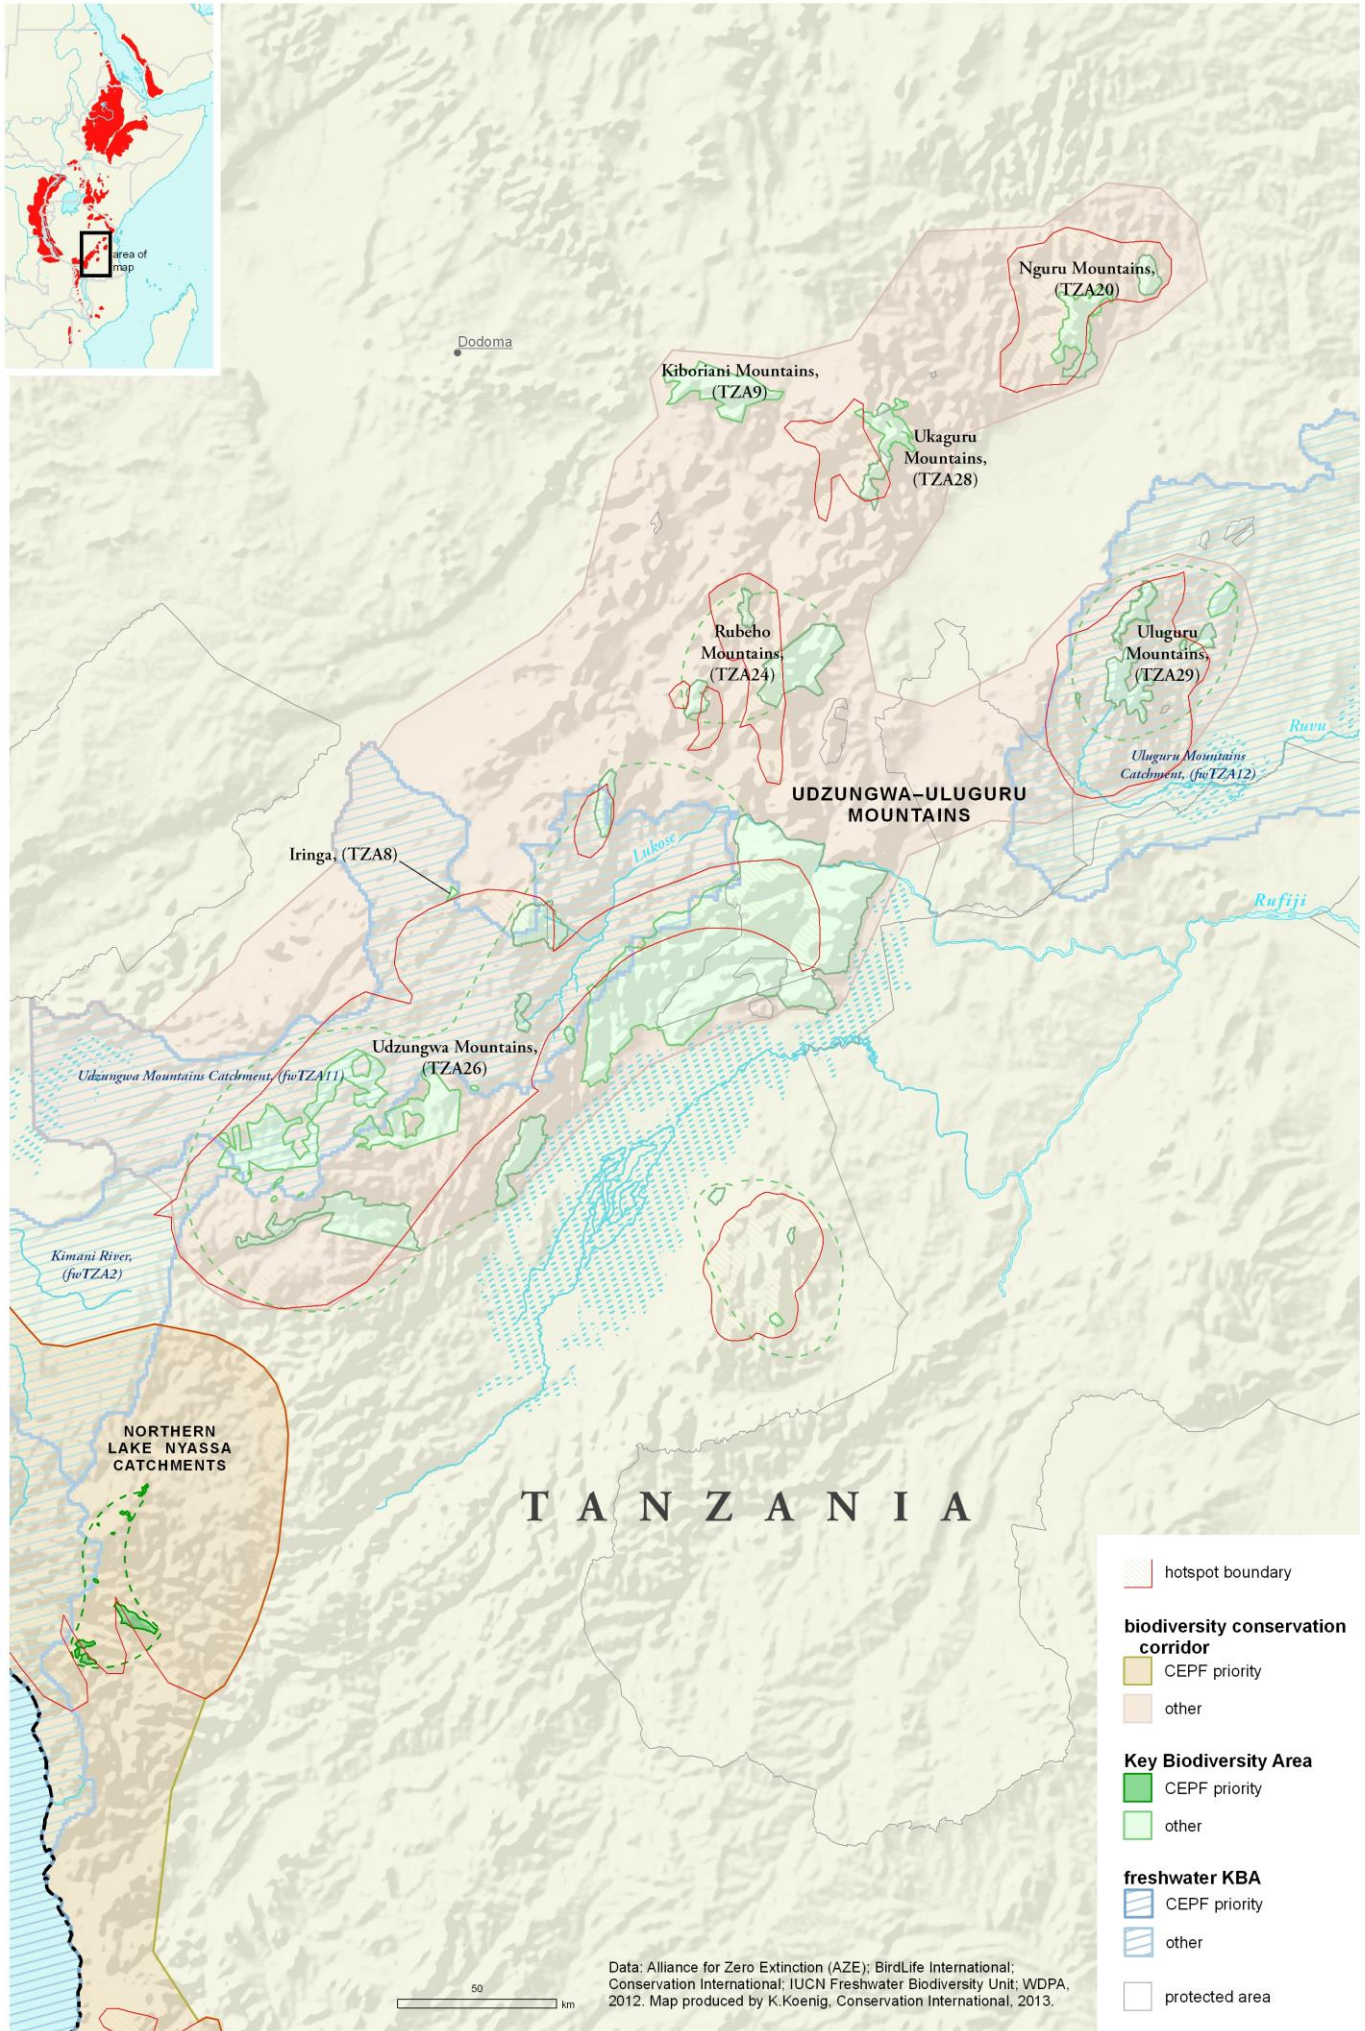 area of
map
Dodoma
Nguru Mountains,
(TZA20)
Kiboriani Mountains,
(TZA9)
Ukaguru
Mountains,
(TZA28)
Rubeho
Mountains,
(TZA24)
Uluguru
Mountains,
(TZA29)
Ruvu
Uluguru Mountains
Catchment, (fwTZA12)
UDZUNGWA–ULUGURU
MOUNTAINS
Lukose
Iringa, (TZA8)
Rufiji
Udzungwa Mountains,
(TZA26)
Udzungwa Mountains Catchment, (fwTZA11)
Kimani River,
(fwTZA2)
NORTHERN
LAKE NYASSA
CATCHMENTS
TANZANIA
hotspot boundary
biodiversity conservation
corridor
CEPF priority
other
Key Biodiversity Area
CEPF priority
other
freshwater KBA
CEPF priority
other
protected area
50
km
Data: Alliance for Zero Extinction (AZE); BirdLife International;
Conservation International; IUCN Freshwater Biodiversity Unit; WDPA,
2012. Map produced by K.Koenig, Conservation International, 2013.